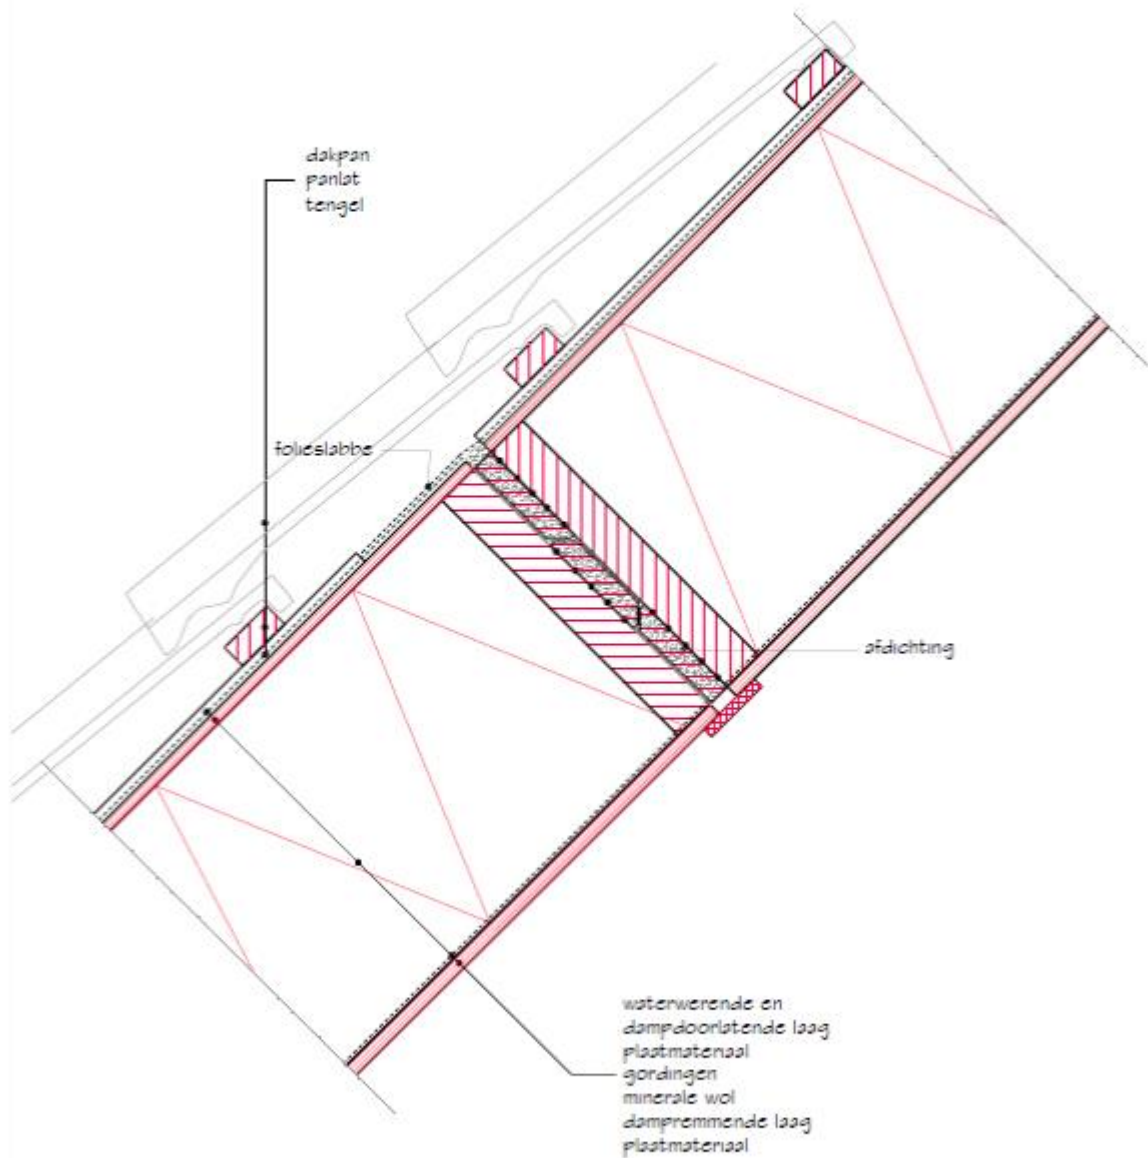 dakpan
panlat
tengel
folieslabbe
afdichting
waterwerende en
dampdoorlatende laag
plaatmateriaal
gordingen
minerale wol
dampremmende laag
plaatmateriaal